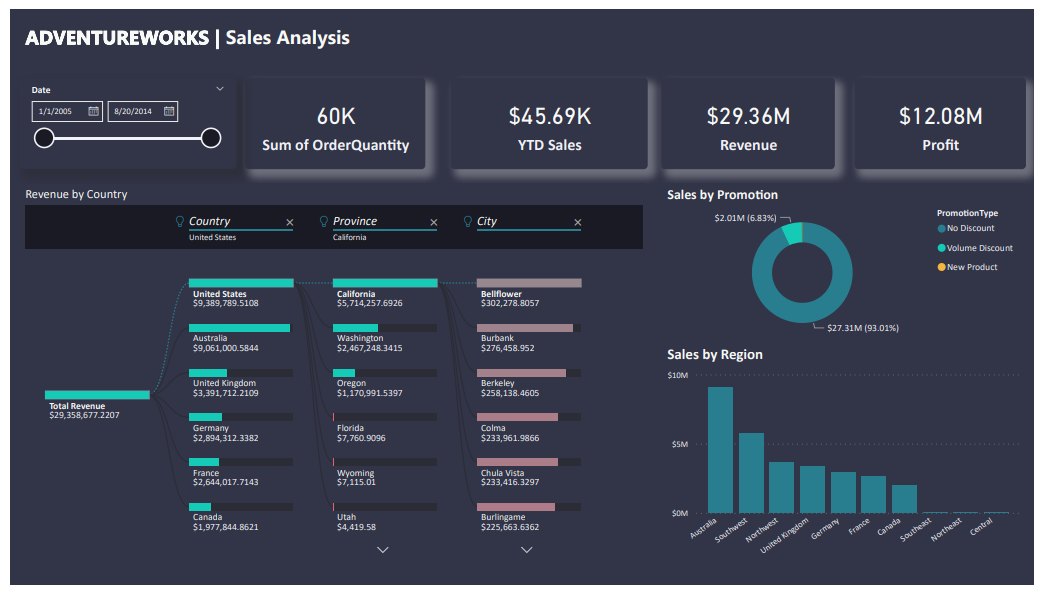 ADVENTUREWORKS | Sales Analysis
Date
1/1/2005
8/20/2014
60K
Sum of OrderQuantity
$45.69K
YTD Sales
$29.36M
Revenue
$12.08M
Profit
Revenue by Country
Country
United States
Province
California
City
Total Revenue
$29,358,677.2207
United States
$9,389,789.5108
Australia
$9,061,000.5844
United Kingdom
$3,391,712.2109
Germany
$2,894,312.3382
France
$2,644,017.7143
Canada
$1,977,844.8621
California
$5,714,257.6926
Washington
$2,467,248.3415
Oregon
$1,170,991.5397
Florida
$7,760.9096
Wyoming
$7,115.01
Utah
$4,419.58
Bellflower
$302,278.8057
Burbank
$276,458.952
Berkeley
$258,138.4605
Colma
$233,961.9866
Chula Vista
$233,416.3297
Burlingame
$225,663.6362
Sales by Promotion
$2.01M (6.83%)
$27.31M (93.01%)
PromotionType
No Discount
Volume Discount
New Product
Sales by Region
$10M
$5M
$0M
Australia
Southwest
Northwest
United Kingdom
Germany
France
Canada
Southeast
Northeast
Central